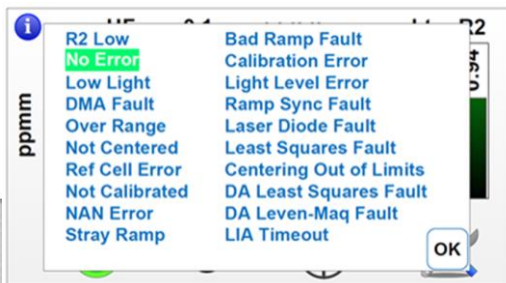 R2 Low
No Error
Low Light
DMA Fault
Over Range
Not Centered
Ref Cell Error
Not Calibrated
NAN Error
Stray Ramp
Bad Ramp Fault
Calibration Error
Light Level Error
Ramp Sync Fault
Laser Diode Fault
Least Squares Fault
Centering Out of Limits
DA Least Squares Fault
DA Leven-Maq Fault
LIA Timeout
OK
ppmm
R2
0.94